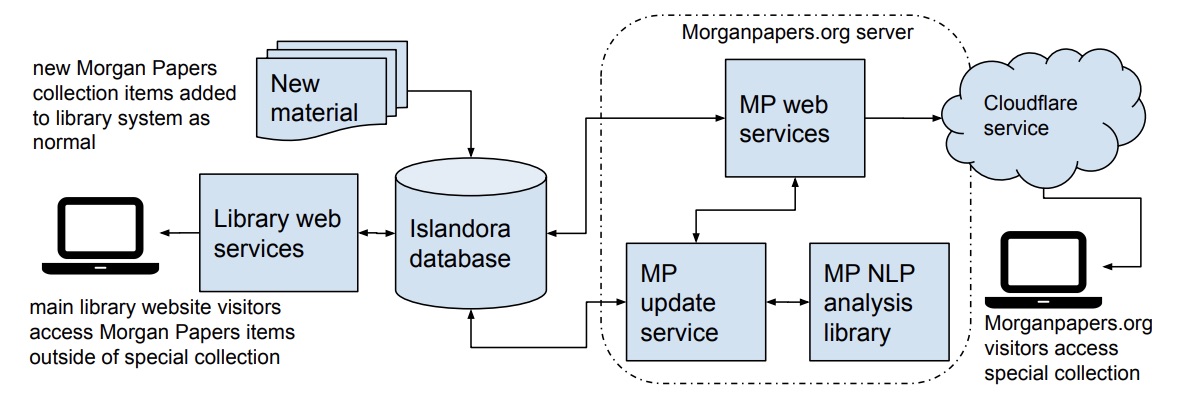 new Morgan Papers
collection items added
to library system as
normal
New
material
Morganpapers.org server
MP web
services
Cloudflare
service
Library web
services
Islandora
database
MP
update
service
MP NLP
analysis
library
main library website visitors
access Morgan Papers items
outside of special collection
Morganpapers.org
visitors access
special collection